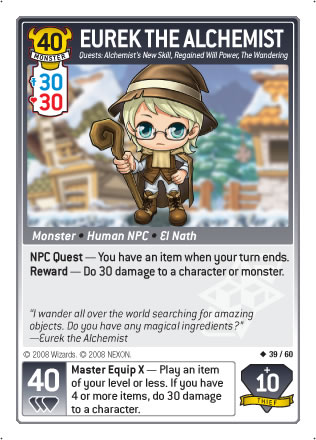 40
MONSTER
EUREK THE ALCHEMIST
Quests: Alchemist's New Skill, Regained Will Power, The Wandering
30
30
Monster • Human NPC • El Nath
NPC Quest — You have an item when your turn ends.
Reward — Do 30 damage to a character or monster.
"I wander all over the world searching for amazing
objects. Do you have any magical ingredients?"
—Eurek the Alchemist
© 2008 Wizards. © 2008 NEXON.
◆ 39 / 60
40
Master Equip X — Play an item
of your level or less. If you have
4 or more items, do 30 damage
to a character.
+
10
THIEF